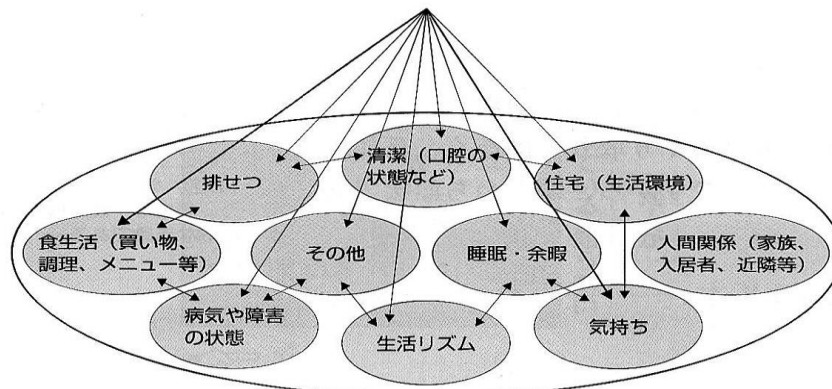 排せつ
清潔（口腔の
状態など）
住宅（生活環境）
食生活（買い物、
調理、メニュー等）
その他
睡眠・余暇
人間関係（家族、
入居者、近隣等）
病気や障害
の状態
生活リズム
気持ち